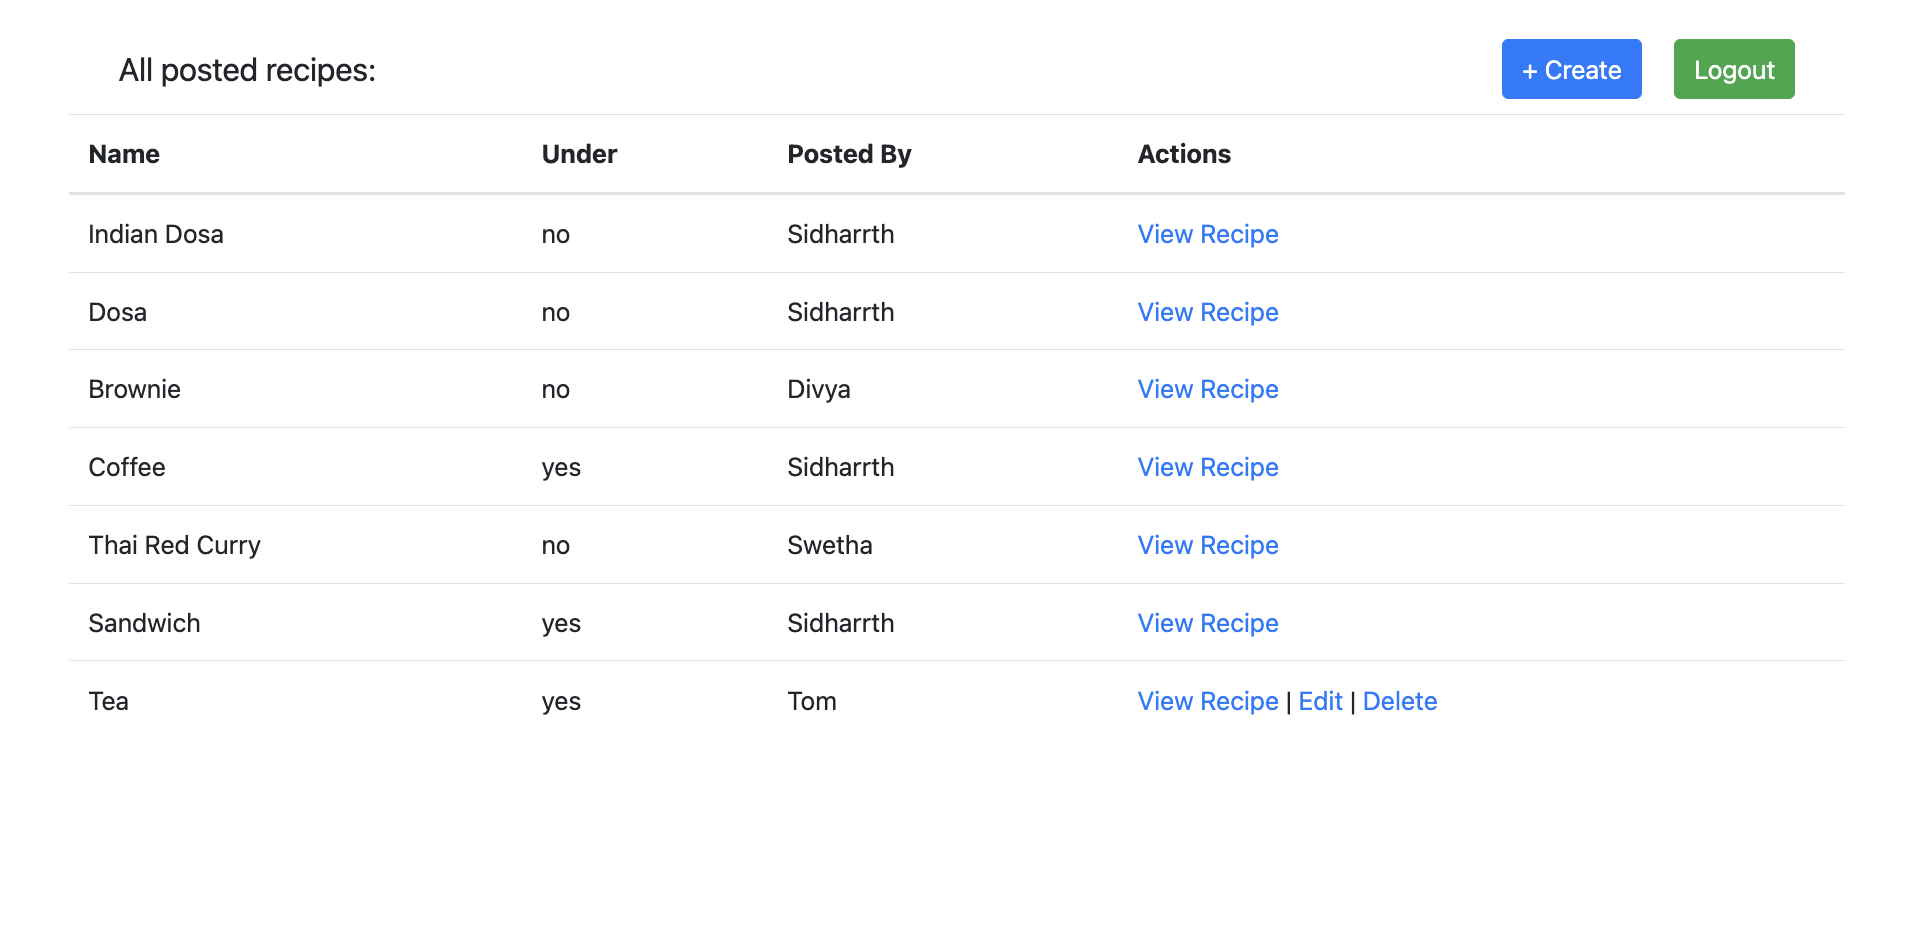 All posted recipes: + Create Logout
Name Under Posted By Actions
Indian Dosa no Sidharrth View Recipe
Dosa no Sidharrth View Recipe
Brownie no Divya View Recipe
Coffee yes Sidharrth View Recipe
Thai Red Curry no Swetha View Recipe
Sandwich yes Sidharrth View Recipe
Tea yes Tom View Recipe | Edit | Delete